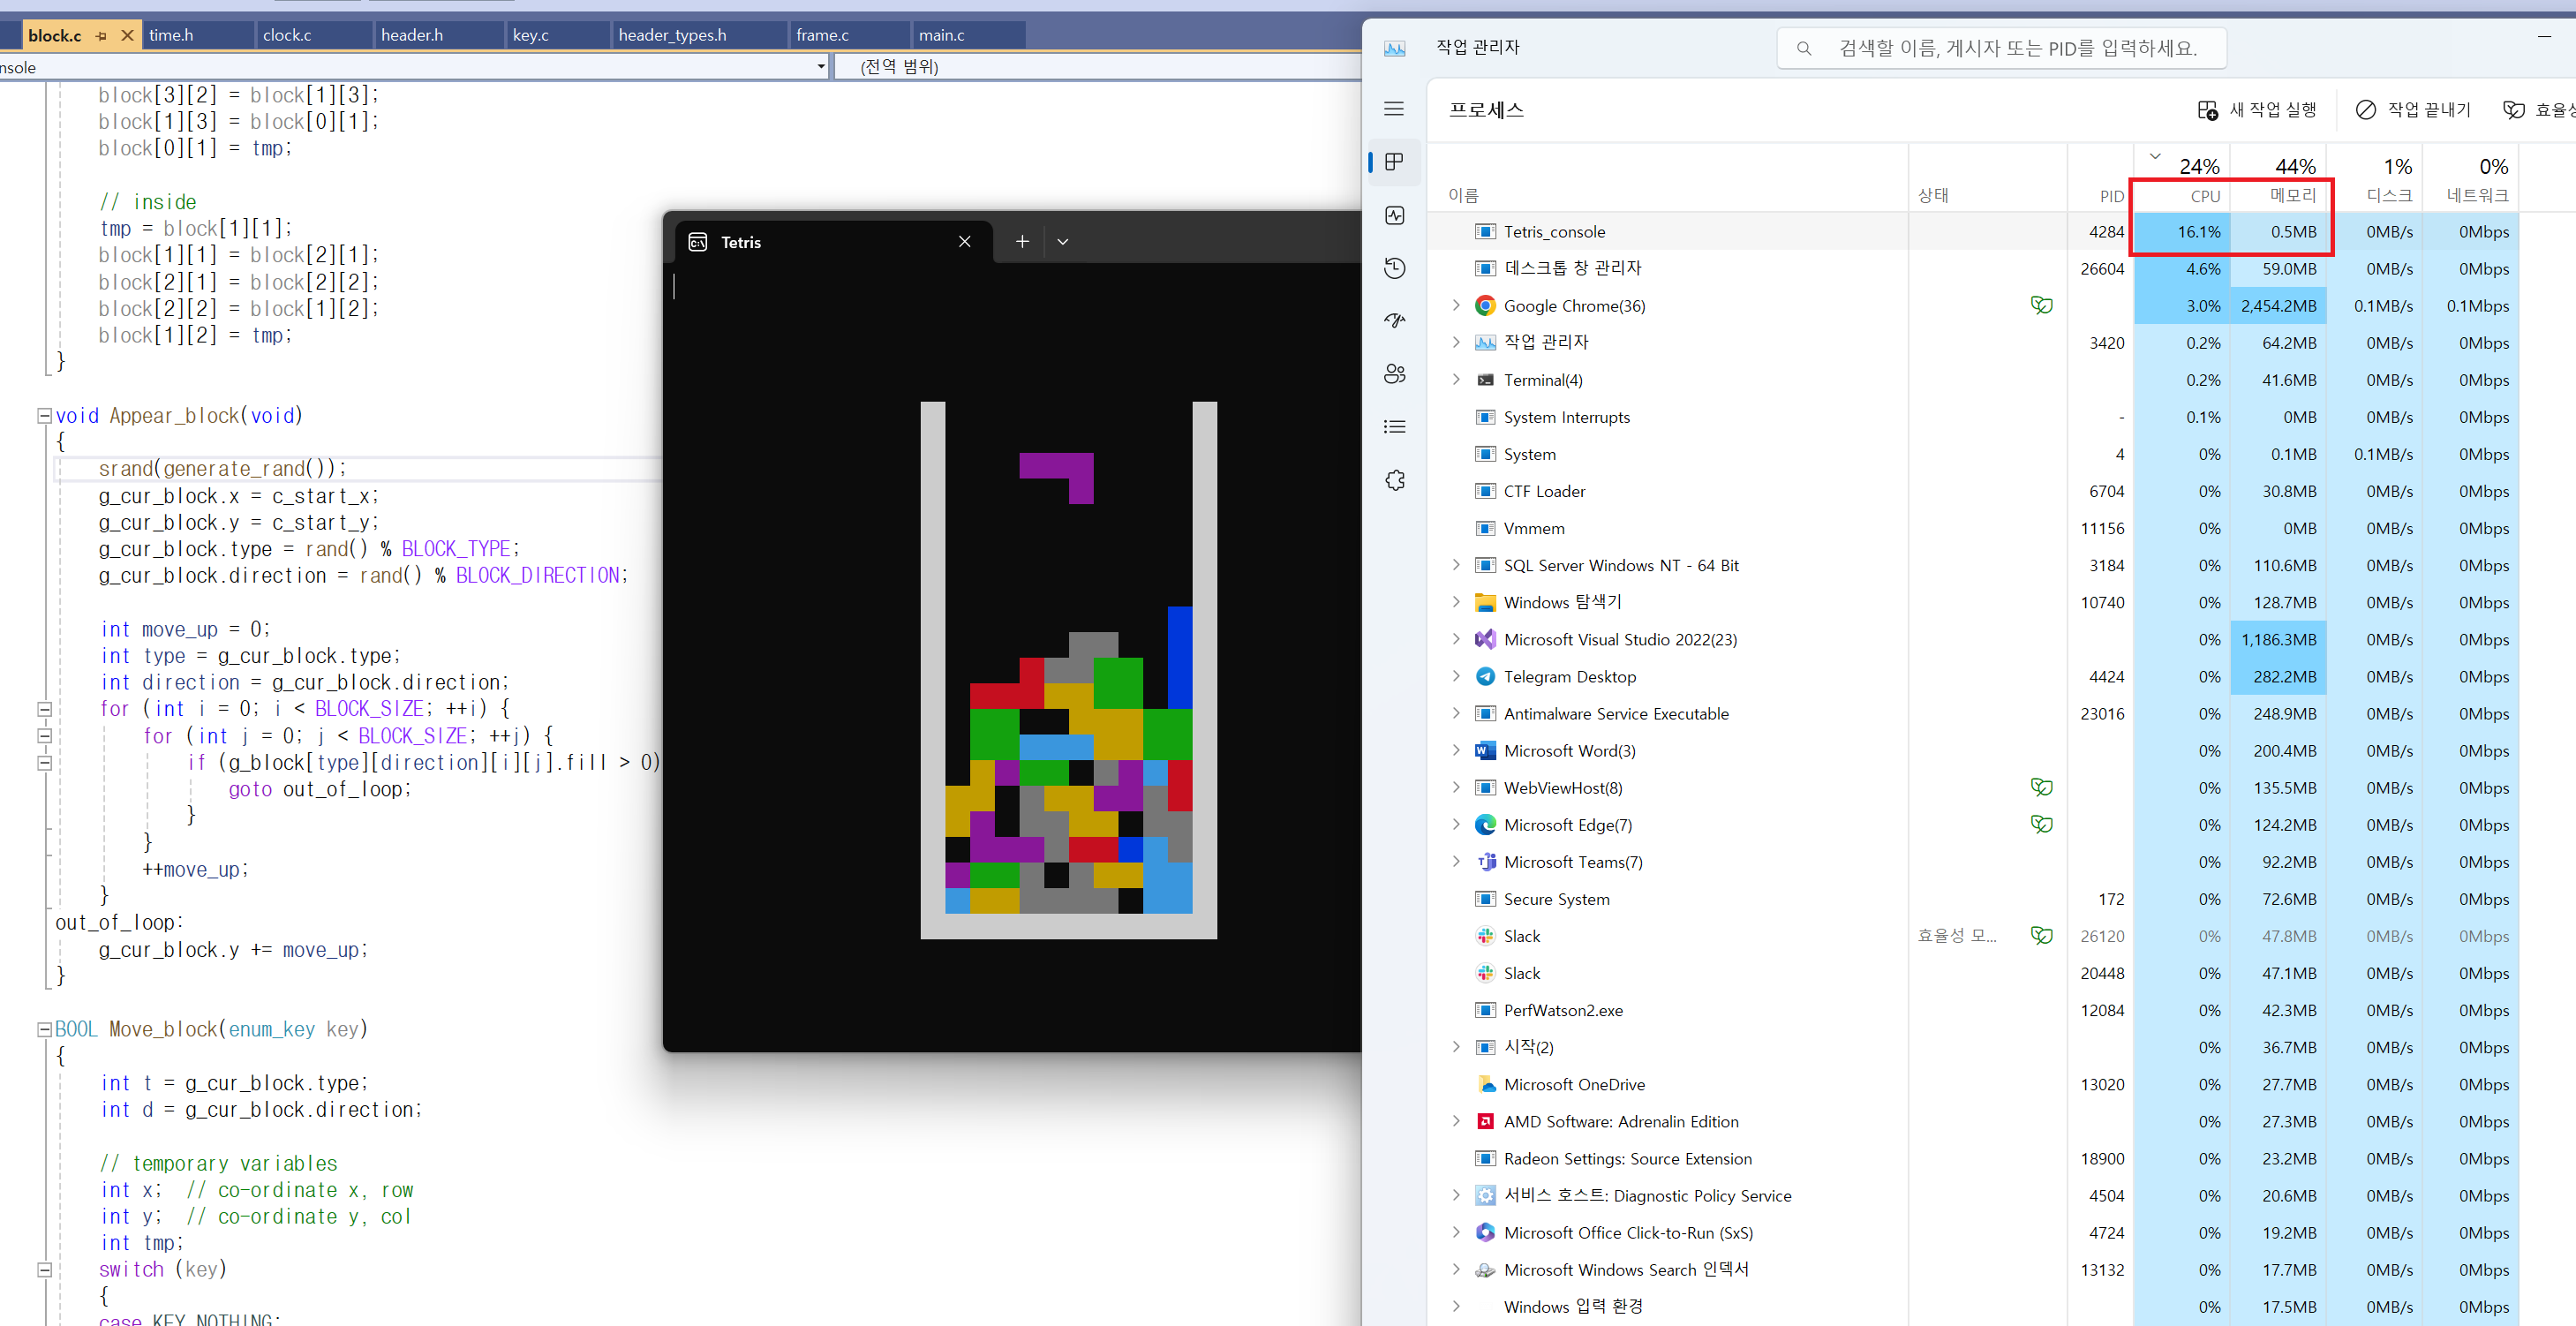 block.c
time.h
clock.c
header.h
key.c
header_types.h
frame.c
main.c
nsole
(전역 범위)
block[3][2] = block[1][3];
block[1][3] = block[0][1];
block[0][1] = tmp;
// inside
tmp = block[1][1];
block[1][1] = block[2][1];
block[2][1] = block[2][2];
block[2][2] = block[1][2];
block[1][2] = tmp;
}
void Appear_block(void)
{
srand(generate_rand());
g_cur_block.x = c_start_x;
g_cur_block.y = c_start_y;
g_cur_block.type = rand() % BLOCK_TYPE;
g_cur_block.direction = rand() % BLOCK_DIRECTION;
int move_up = 0;
int type = g_cur_block.type;
int direction = g_cur_block.direction;
for (int i = 0; i < BLOCK_SIZE; ++i) {
for (int j = 0; j < BLOCK_SIZE; ++j) {
if (g_block[type][direction][i][j].fill > 0)
goto out_of_loop;
}
}
++move_up;
}
out_of_loop:
g_cur_block.y += move_up;
}
BOOL Move_block(enum_key key)
{
int t = g_cur_block.type;
int d = g_cur_block.direction;
// temporary variables
int x; // co-ordinate x, row
int y; // co-ordinate y, col
int tmp;
switch (key)
{
case KEY_NOTHING:
Tetris
작업 관리자
검색할 이름, 게시자 또는 PID를 입력하세요.
프로세스
새 작업 실행
작업 끝내기
효율성
24% 44% 1% 0%
이름 상태 PID CPU 메모리 디스크 네트워크
Tetris_console 4284 16.1% 0.5MB 0MB/s 0Mbps
데스크톱 창 관리자 26604 4.6% 59.0MB 0MB/s 0Mbps
Google Chrome(36) 3.0% 2,454.2MB 0.1MB/s 0.1Mbps
작업 관리자 3420 0.2% 64.2MB 0MB/s 0Mbps
Terminal(4) 0.2% 41.6MB 0MB/s 0Mbps
System Interrupts - 0.1% 0MB 0MB/s 0Mbps
System 4 0% 0.1MB 0.1MB/s 0Mbps
CTF Loader 6704 0% 30.8MB 0MB/s 0Mbps
Vmmem 11156 0% 0MB 0MB/s 0Mbps
SQL Server Windows NT - 64 Bit 3184 0% 110.6MB 0MB/s 0Mbps
Windows 탐색기 10740 0% 128.7MB 0MB/s 0Mbps
Microsoft Visual Studio 2022(23) 0% 1,186.3MB 0MB/s 0Mbps
Telegram Desktop 4424 0% 282.2MB 0MB/s 0Mbps
Antimalware Service Executable 23016 0% 248.9MB 0MB/s 0Mbps
Microsoft Word(3) 0% 200.4MB 0MB/s 0Mbps
WebViewHost(8) 0% 135.5MB 0MB/s 0Mbps
Microsoft Edge(7) 0% 124.2MB 0MB/s 0Mbps
Microsoft Teams(7) 0% 92.2MB 0MB/s 0Mbps
Secure System 172 0% 72.6MB 0MB/s 0Mbps
Slack 효율성 모... 26120 0% 47.8MB 0MB/s 0Mbps
Slack 20448 0% 47.1MB 0MB/s 0Mbps
PerfWatson2.exe 12084 0% 42.3MB 0MB/s 0Mbps
시작(2) 0% 36.7MB 0MB/s 0Mbps
Microsoft OneDrive 13020 0% 27.7MB 0MB/s 0Mbps
AMD Software: Adrenalin Edition 0% 27.3MB 0MB/s 0Mbps
Radeon Settings: Source Extension 18900 0% 23.2MB 0MB/s 0Mbps
서비스 호스트: Diagnostic Policy Service 4504 0% 20.6MB 0MB/s 0Mbps
Microsoft Office Click-to-Run (SxS) 4724 0% 19.2MB 0MB/s 0Mbps
Microsoft Windows Search 인덱서 13132 0% 17.7MB 0MB/s 0Mbps
Windows 입력 환경 0% 17.5MB 0MB/s 0Mbps